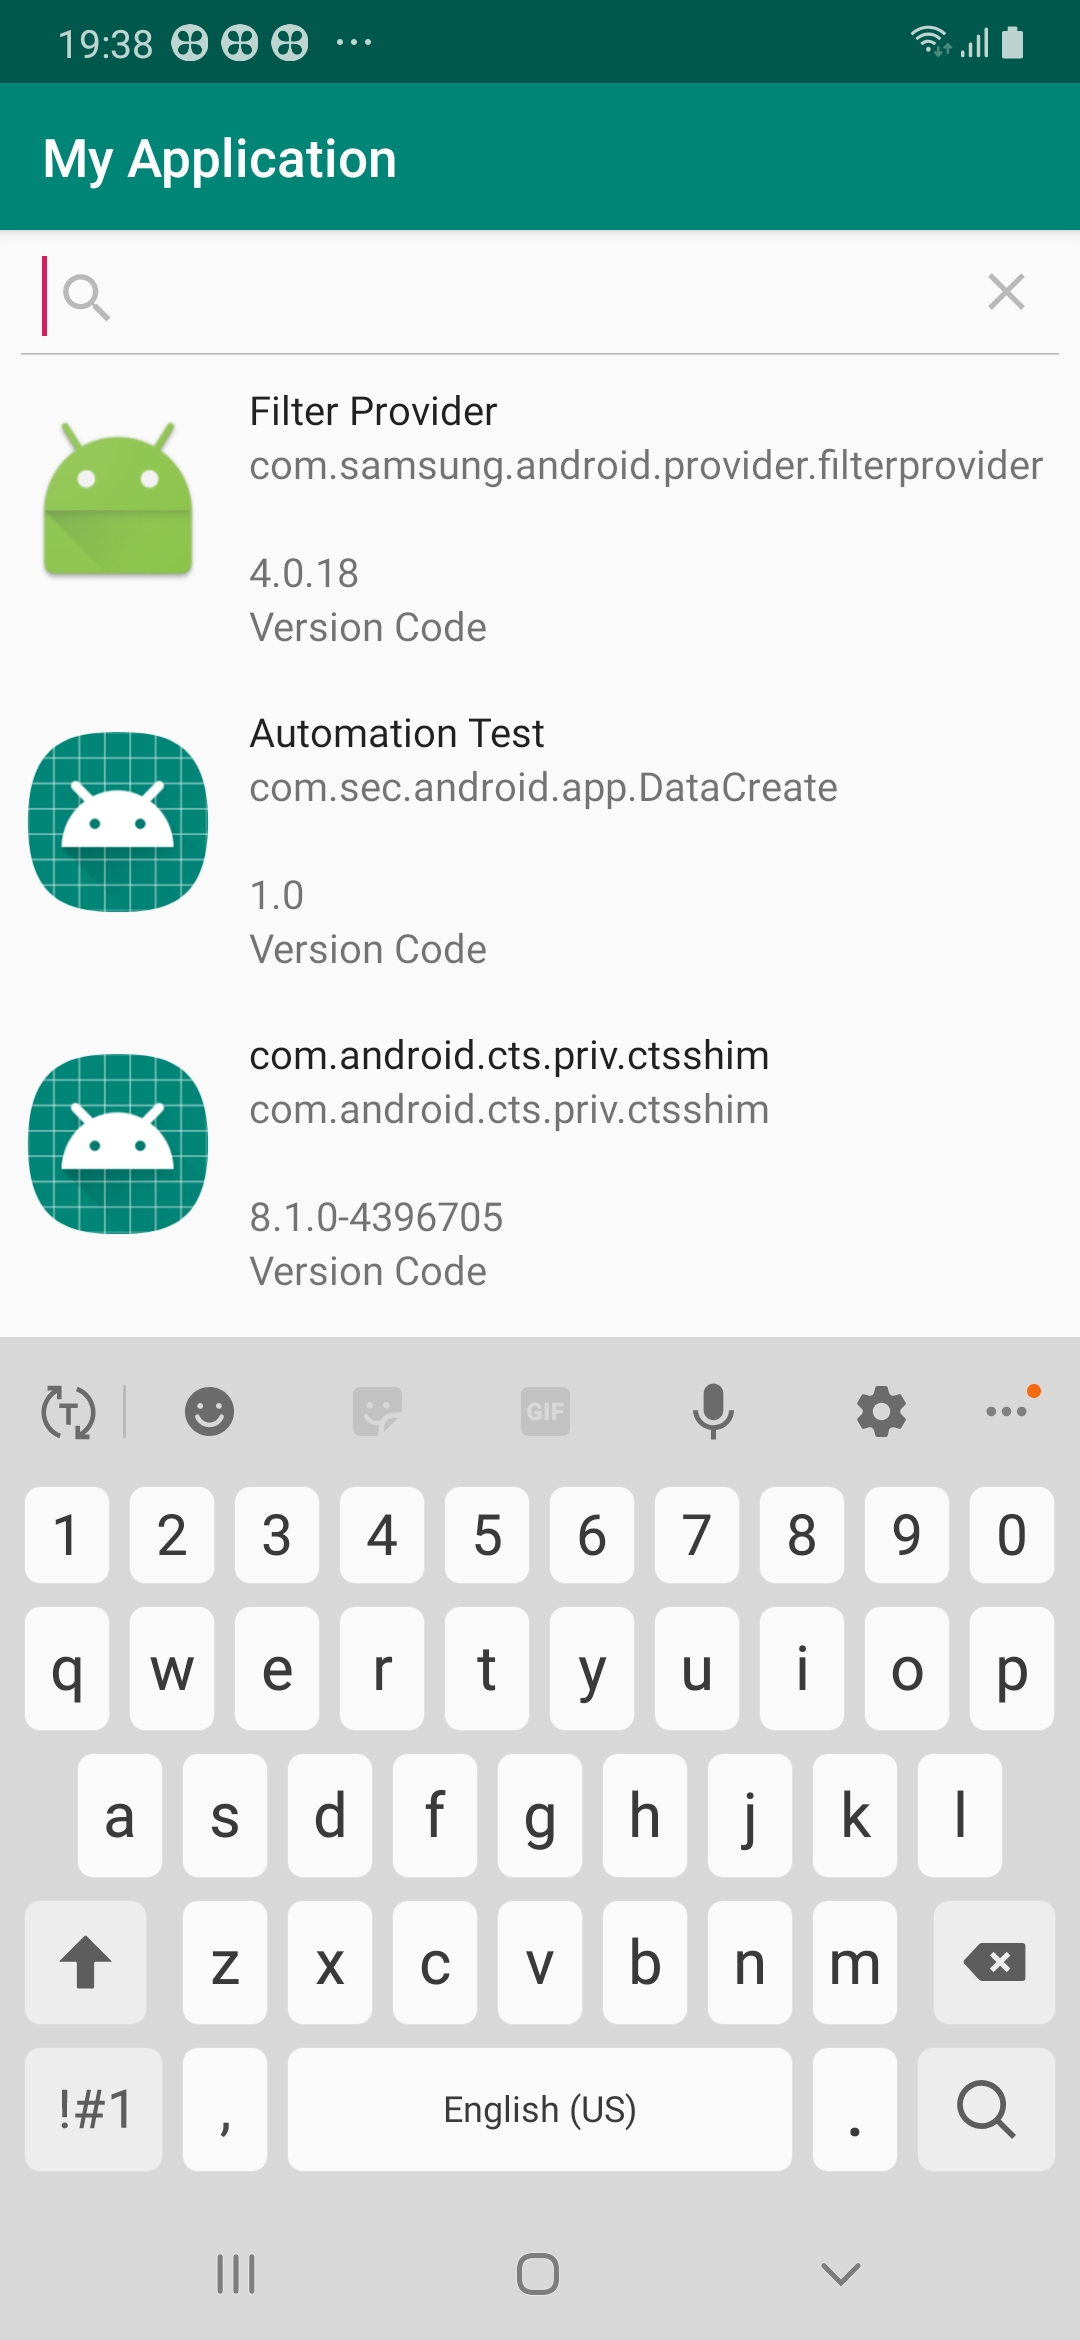 19:38
My Application
Filter Provider
com.samsung.android.provider.filterprovider
4.0.18
Version Code
Automation Test
com.sec.android.app.DataCreate
1.0
Version Code
com.android.cts.priv.ctsshim
com.android.cts.priv.ctsshim
8.1.0-4396705
Version Code
T GIF
1 2 3 4 5 6 7 8 9 0
q w e r t y u i o p
a s d f g h j k l
z x c v b n m
!#1 , English (US) .